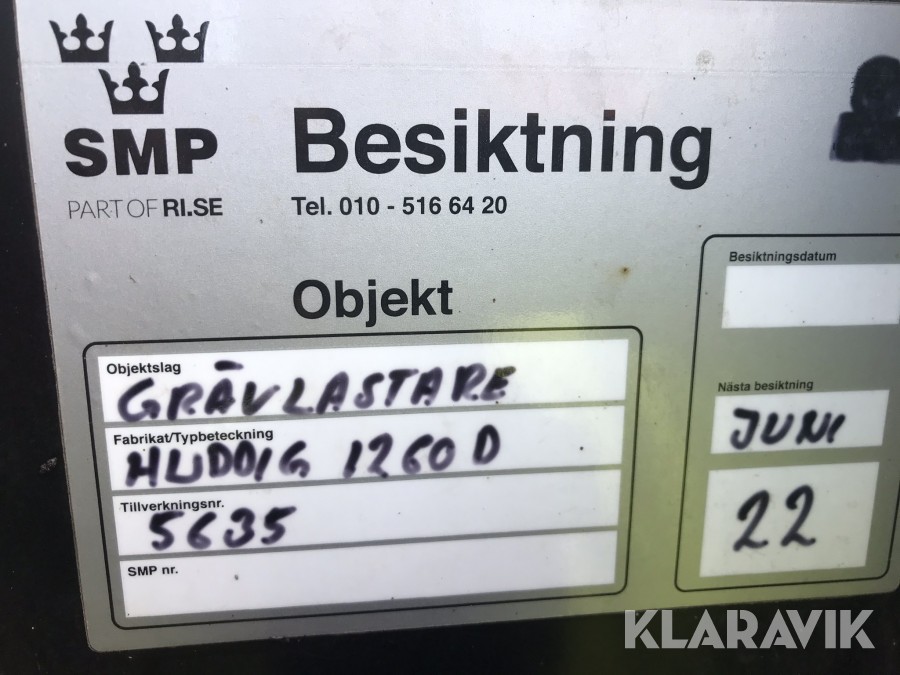 SMP
PART OF RI.SE
Besiktning
Tel. 010 - 516 64 20
Objekt
Objektslag
GRÄVLASTARE
Fabrikat/Typbeteckning
HUDDIG 1260 D
Tillverkningsnr.
5635
SMP nr.
Besiktningsdatum
Nästa besiktning
JUNI
22
KLARAVIK